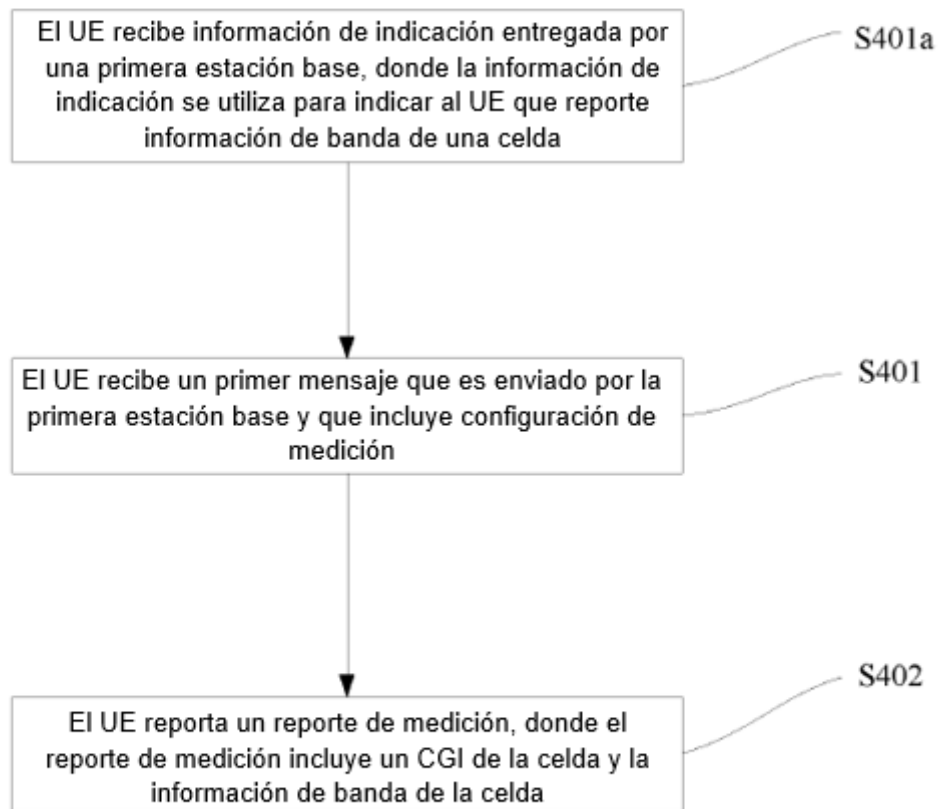 El UE recibe información de indicación entregada por
una primera estación base, donde la información de
indicación se utiliza para indicar al UE que reporte
información de banda de una celda
S401a
El UE recibe un primer mensaje que es enviado por la
primera estación base y que incluye configuración de
medición
S401
El UE reporta un reporte de medición, donde el
reporte de medición incluye un CGI de la celda y la
información de banda de la celda
S402